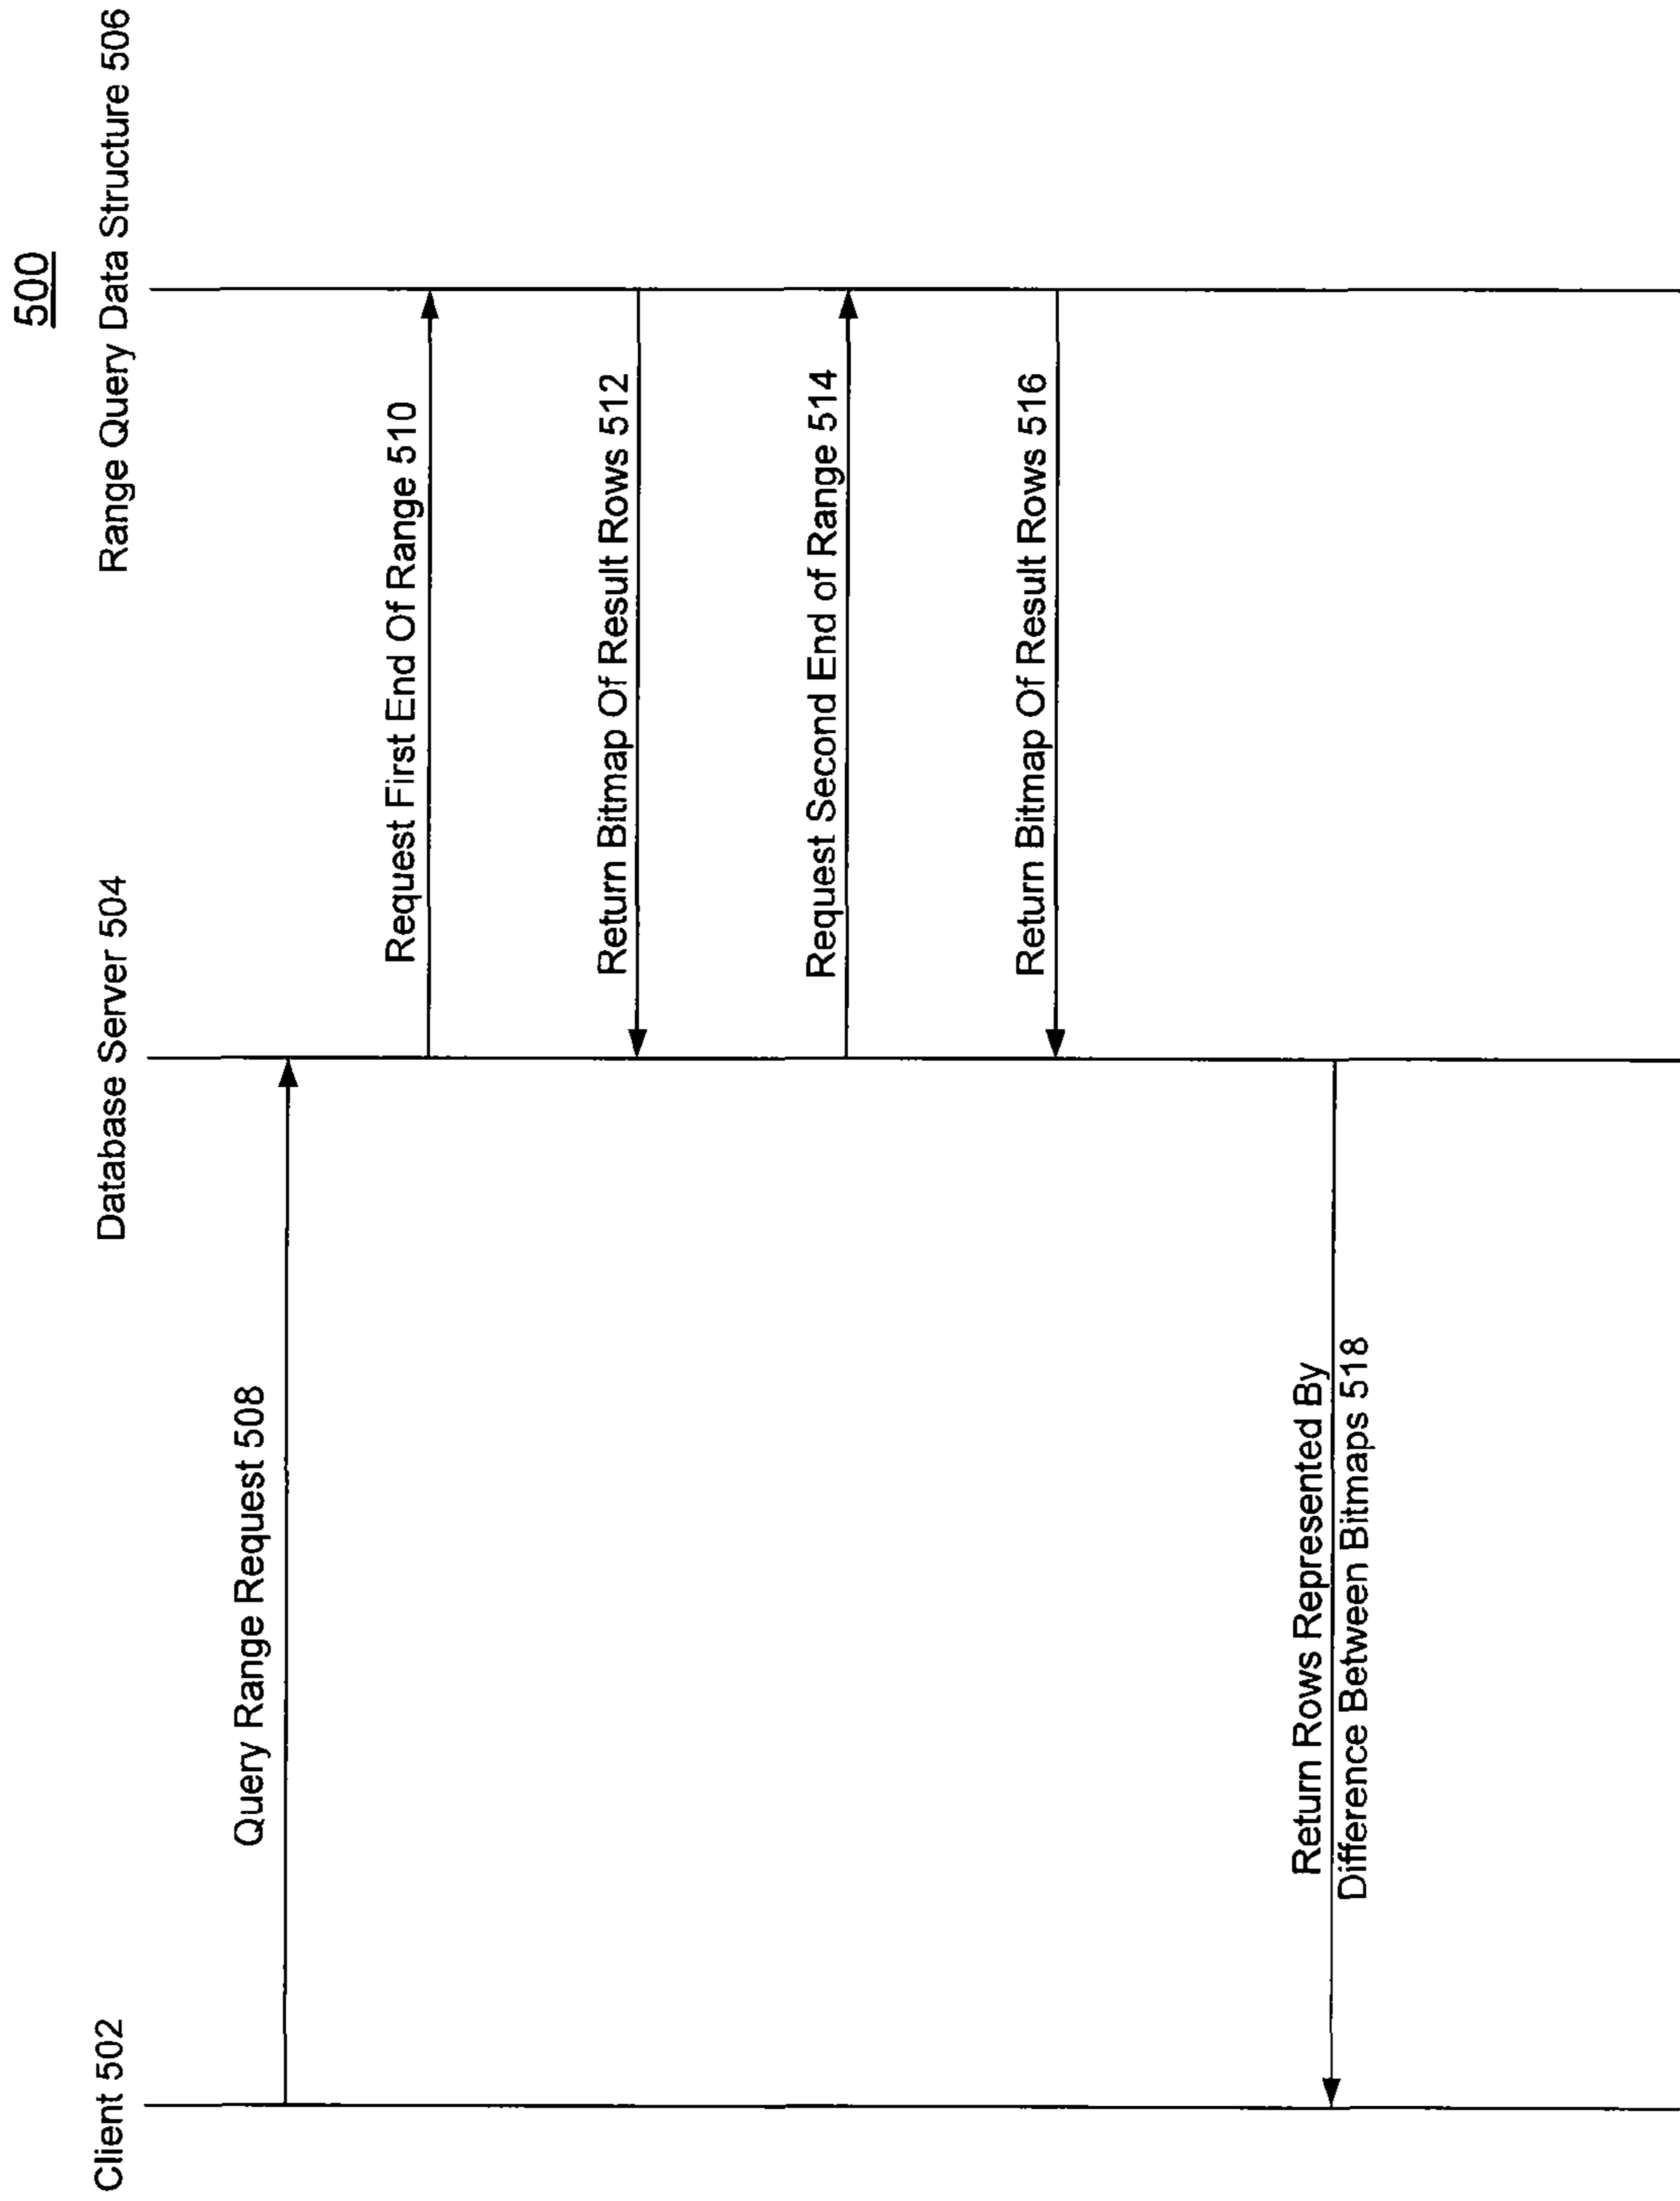 500
Client 502
Database Server 504
Range Query Data Structure 506
Query Range Request 508
Request First End Of Range 510
Return Bitmap Of Result Rows 512
Request Second End of Range 514
Return Bitmap Of Result Rows 516
Return Rows Represented By
Difference Between Bitmaps 518